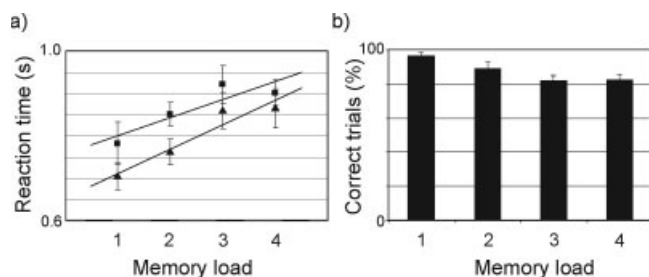 a)
b)
1.0
0.6
Reaction time (s)
1 2 3 4
Memory load
100
0
Correct trials (%)
1 2 3 4
Memory load